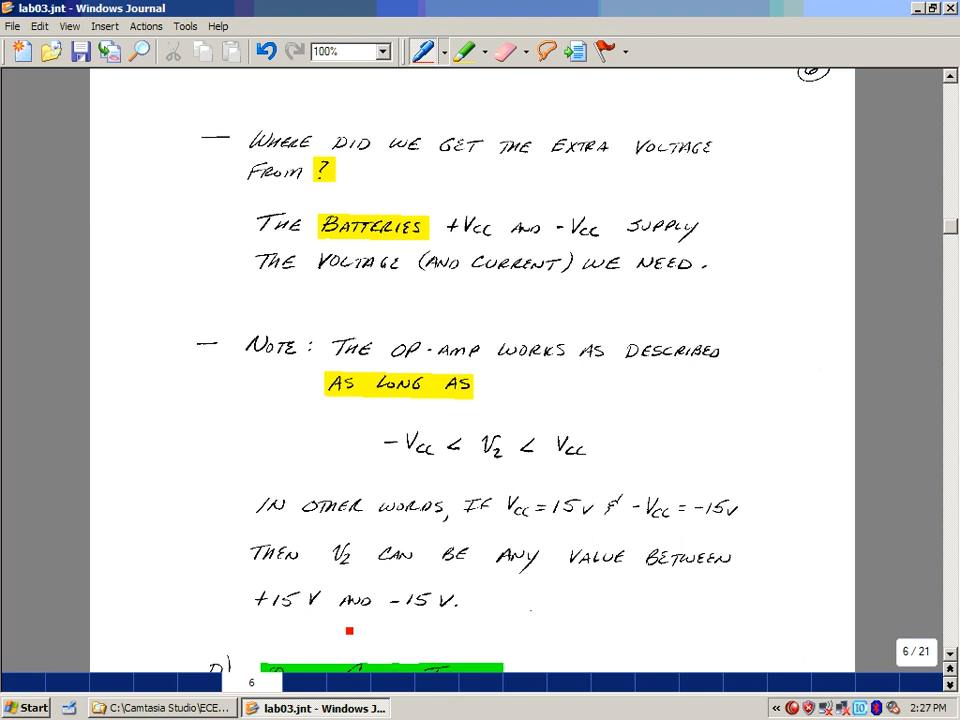 lab03.jnt - Windows Journal
File Edit View Insert Actions Tools Help
100%
6
— WHERE DID WE GET THE EXTRA VOLTAGE
FROM ?
THE BATTERIES +VCC AND -VCC SUPPLY
THE VOLTAGE (AND CURRENT) WE NEED.
— NOTE: THE OP-AMP WORKS AS DESCRIBED
AS LONG AS
-VCC < V2 < VCC
IN OTHER WORDS, IF VCC = 15V & -VCC = -15V
THEN V2 CAN BE ANY VALUE BETWEEN
+15 V AND -15 V.
6 / 21
6
Start C:\Camtasia Studio\ECE... lab03.jnt - Windows J... « 2:27 PM